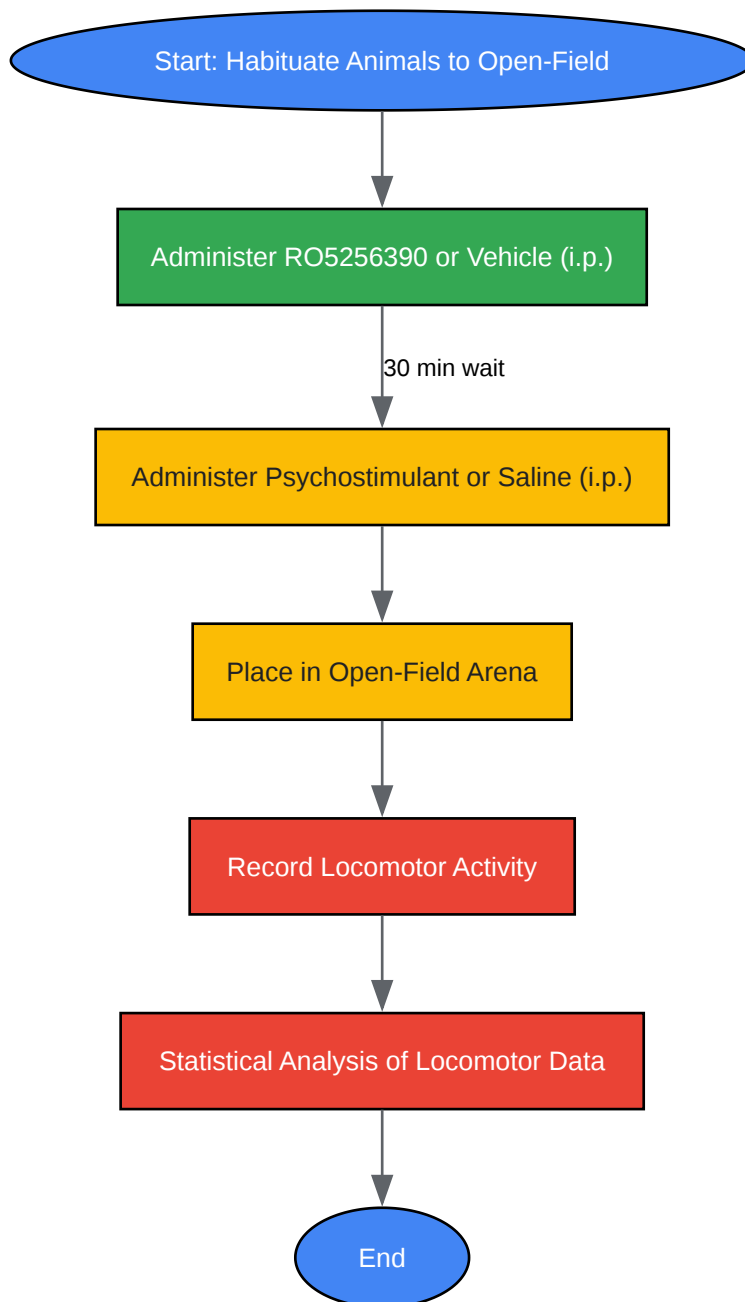 Start: Habituate Animals to Open-Field
Administer RO5256390 or Vehicle (i.p.)
30 min wait
Administer Psychostimulant or Saline (i.p.)
Place in Open-Field Arena
Record Locomotor Activity
Statistical Analysis of Locomotor Data
End